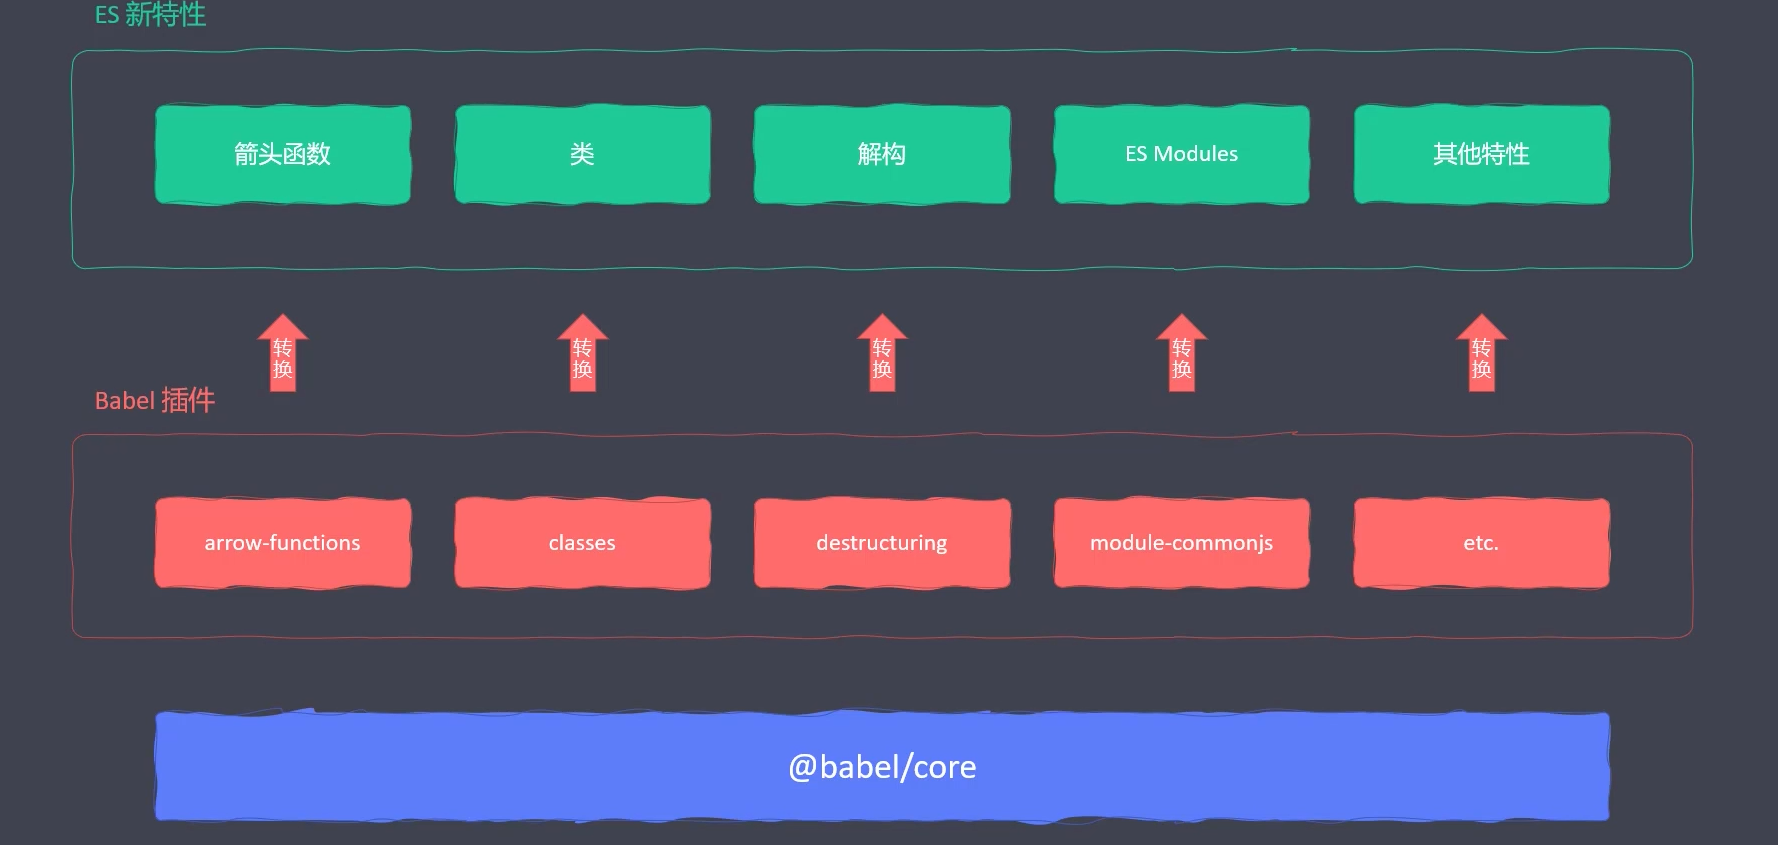 ES 新特性
箭头函数
类
解构
ES Modules
其他特性
转
换
转
换
转
换
转
换
转
换
Babel 插件
arrow-functions
classes
destructuring
module-commonjs
etc.
@babel/core